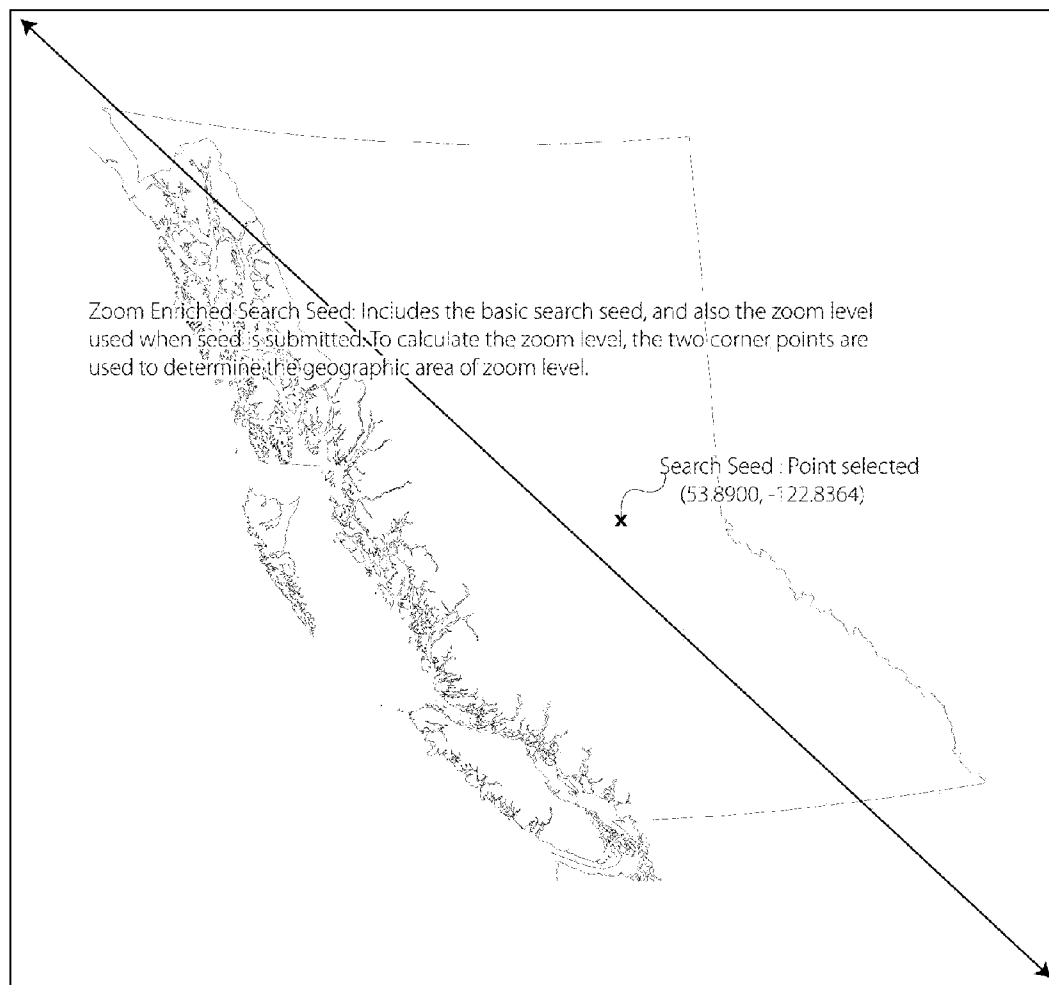 Zoom Enriched Search Seed: Includes the basic search seed, and also the zoom level
used when seed is submitted. To calculate the zoom level, the two corner points are
used to determine the geographic area of zoom level.
Search Seed : Point selected
(53.8900, -122.8364)
x